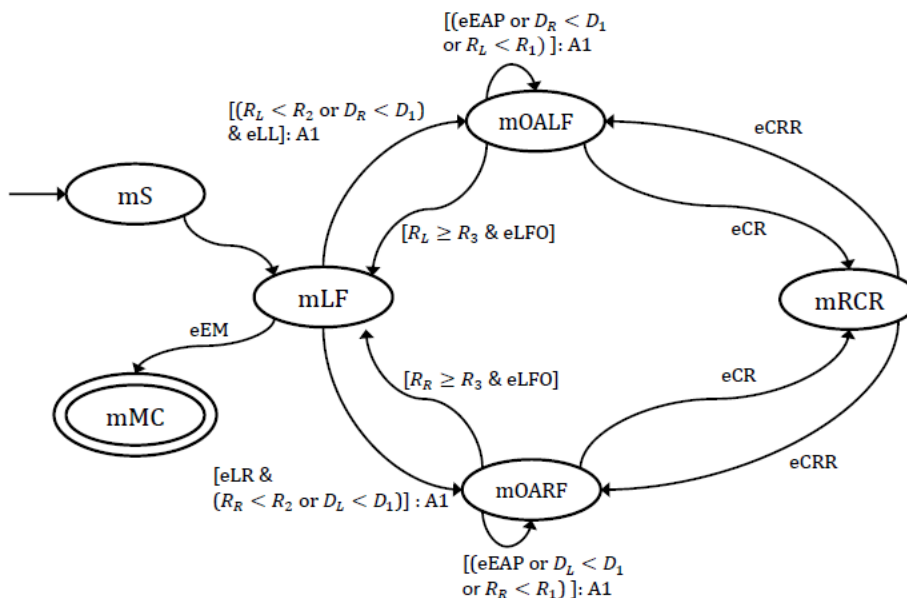 [(eEAP or D_R < D_1
or R_L < R_1) ]: A1
[(R_L < R_2 or D_R < D_1)
& eLL]: A1
mOALF
eCRR
mS
eCR
[R_L ≥ R_3 & eLFO]
mLF
mRCR
eEM
[R_R ≥ R_3 & eLFO]
eCR
mMC
eCRR
[eLR &
(R_R < R_2 or D_L < D_1)] : A1
mOARF
[(eEAP or D_L < D_1
or R_R < R_1) ]: A1